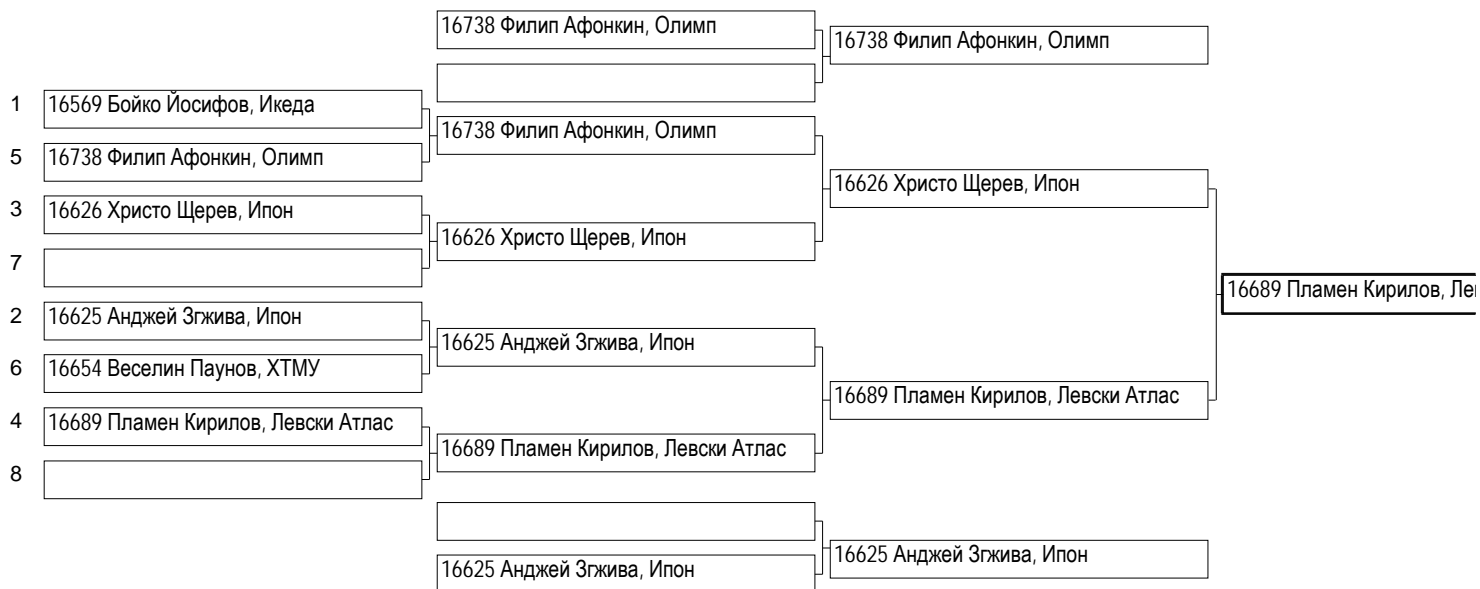 16738 Филип Афонкин, Олимп
16738 Филип Афонкин, Олимп
1 16569 Бойко Йосифов, Икеда
16738 Филип Афонкин, Олимп
5 16738 Филип Афонкин, Олимп
16626 Христо Щерев, Ипон
3 16626 Христо Щерев, Ипон
16626 Христо Щерев, Ипон
7
16689 Пламен Кирилов,
2 16625 Анджей Згжива, Ипон
16625 Анджей Згжива, Ипон
6 16654 Веселин Паунов, ХТМУ
16689 Пламен Кирилов, Левски Атлас
4 16689 Пламен Кирилов, Левски Атлас
16689 Пламен Кирилов, Левски Атлас
8
16625 Анджей Згжива, Ипон
16625 Анджей Згжива, Ипон